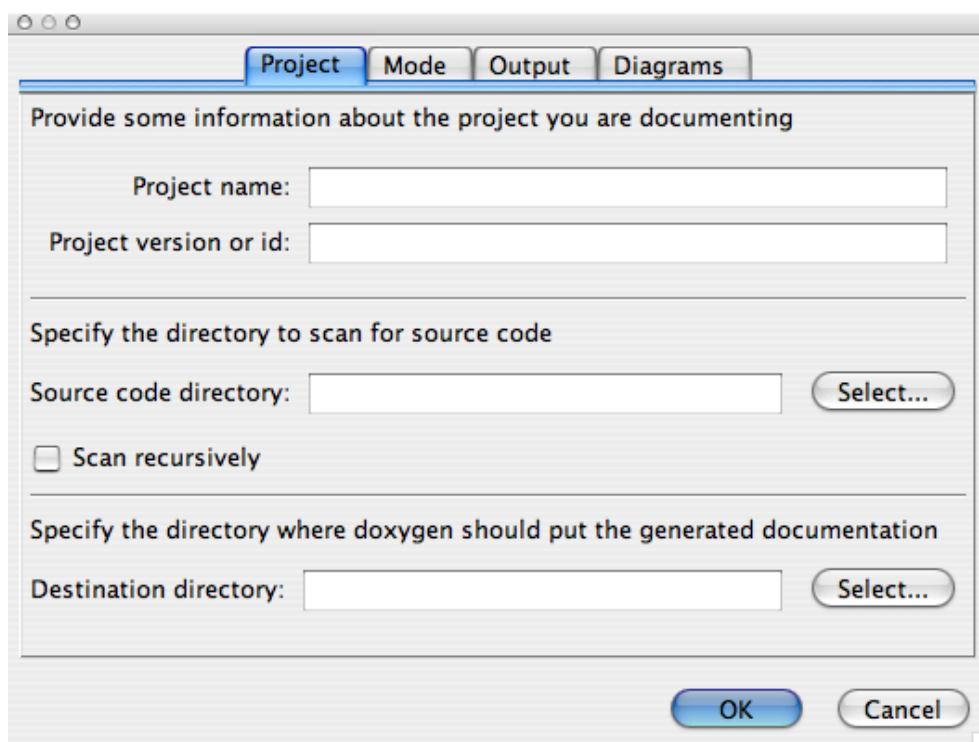 Project Mode Output Diagrams
Provide some information about the project you are documenting
Project name:
Project version or id:
Specify the directory to scan for source code
Source code directory: Select...
Scan recursively
Specify the directory where doxygen should put the generated documentation
Destination directory: Select...
OK Cancel